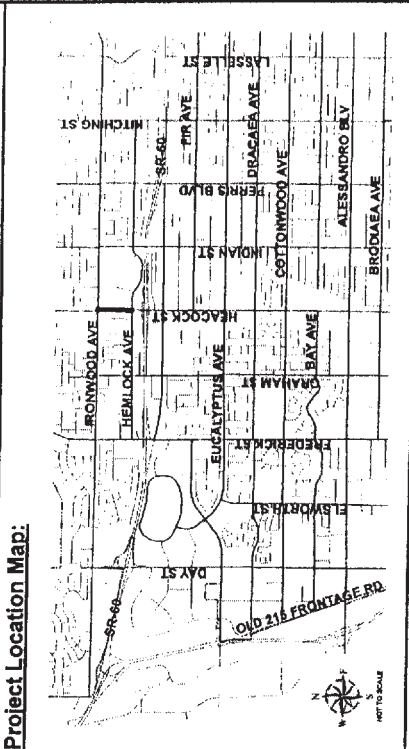 Project Location Map:
LASSELLE ST
KITCHING ST
SR-60
FIR AVE
DRACAEA AVE
PERRIS BLVD
COTTONWOOD AVE
ALESSANDRO BLV
INDIAN ST
BRODIAEA AVE
HEACOCK ST
IRONWOOD AVE
HEMLOCK AVE
EUCALYPTUS AVE
BAY AVE
GRAHAM ST
FREDERICK ST
ELSWORTH ST
DAY ST
SR-60
OLD 215 FRONTAGE RD
N
W
E
S
NOT TO SCALE